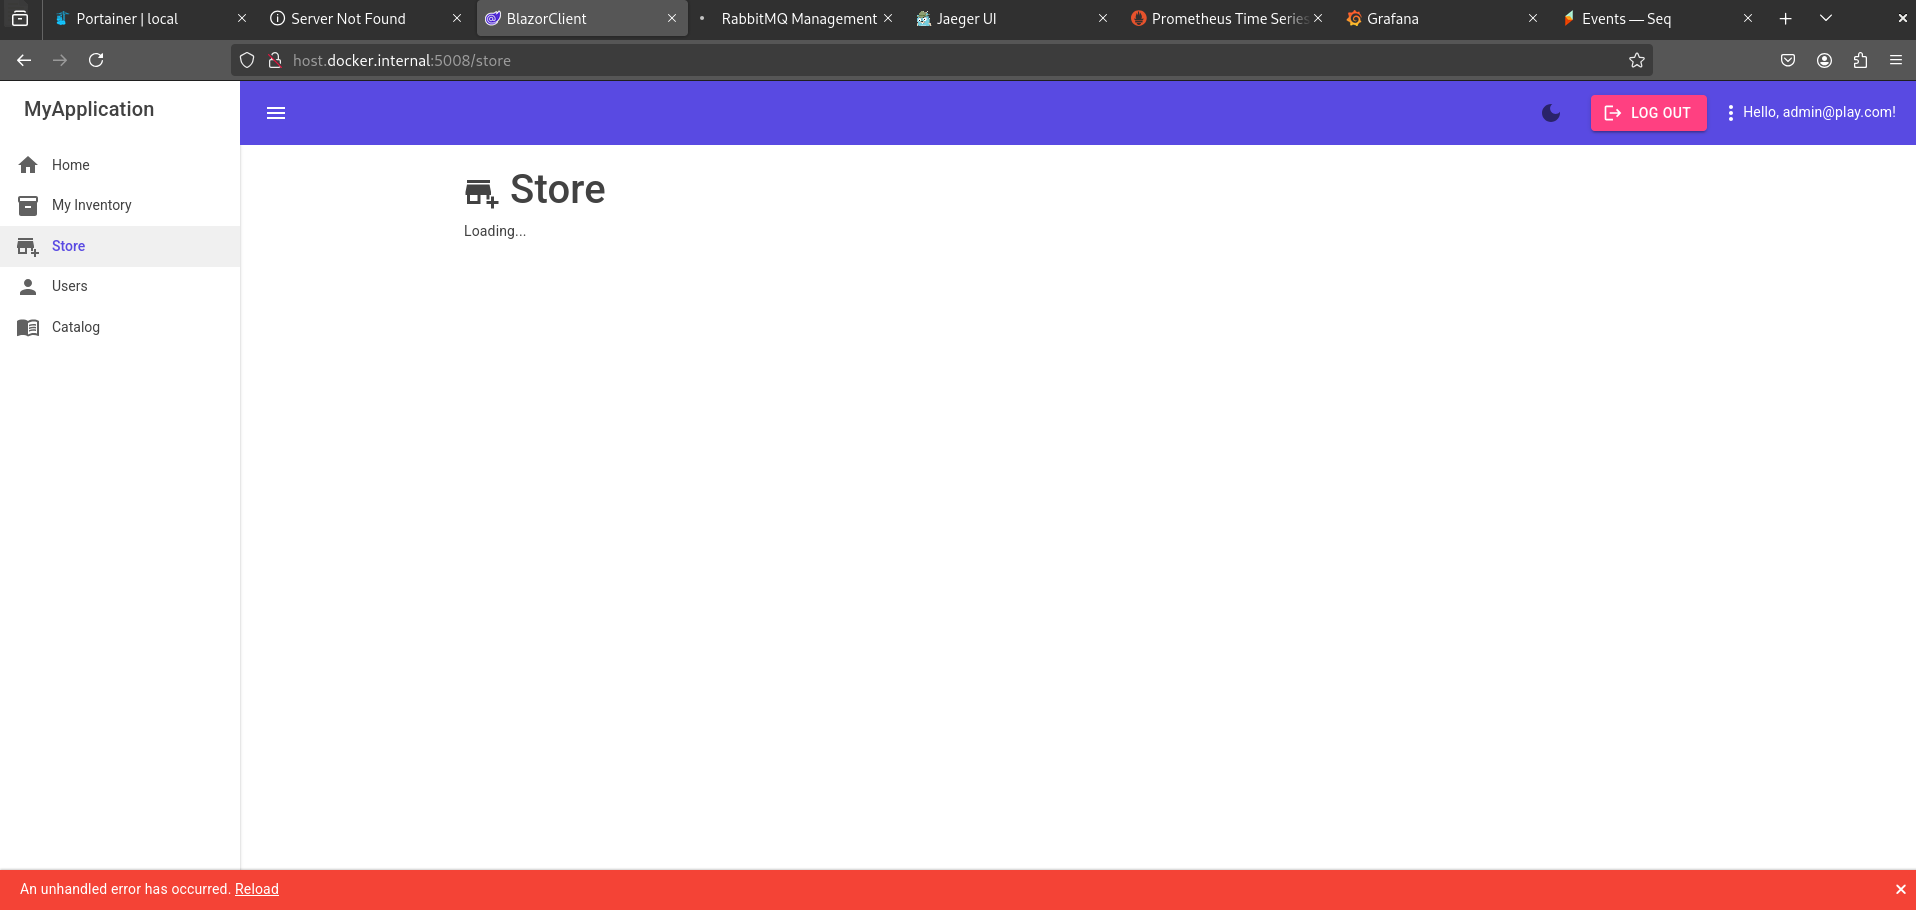 Portainer | local
Server Not Found
BlazorClient
RabbitMQ Management
Jaeger UI
Prometheus Time Series
Grafana
Events — Seq
host.docker.internal:5008/store
MyApplication
LOG OUT
Hello, admin@play.com!
Home
My Inventory
Store
Users
Catalog
Store
Loading...
An unhandled error has occurred. Reload